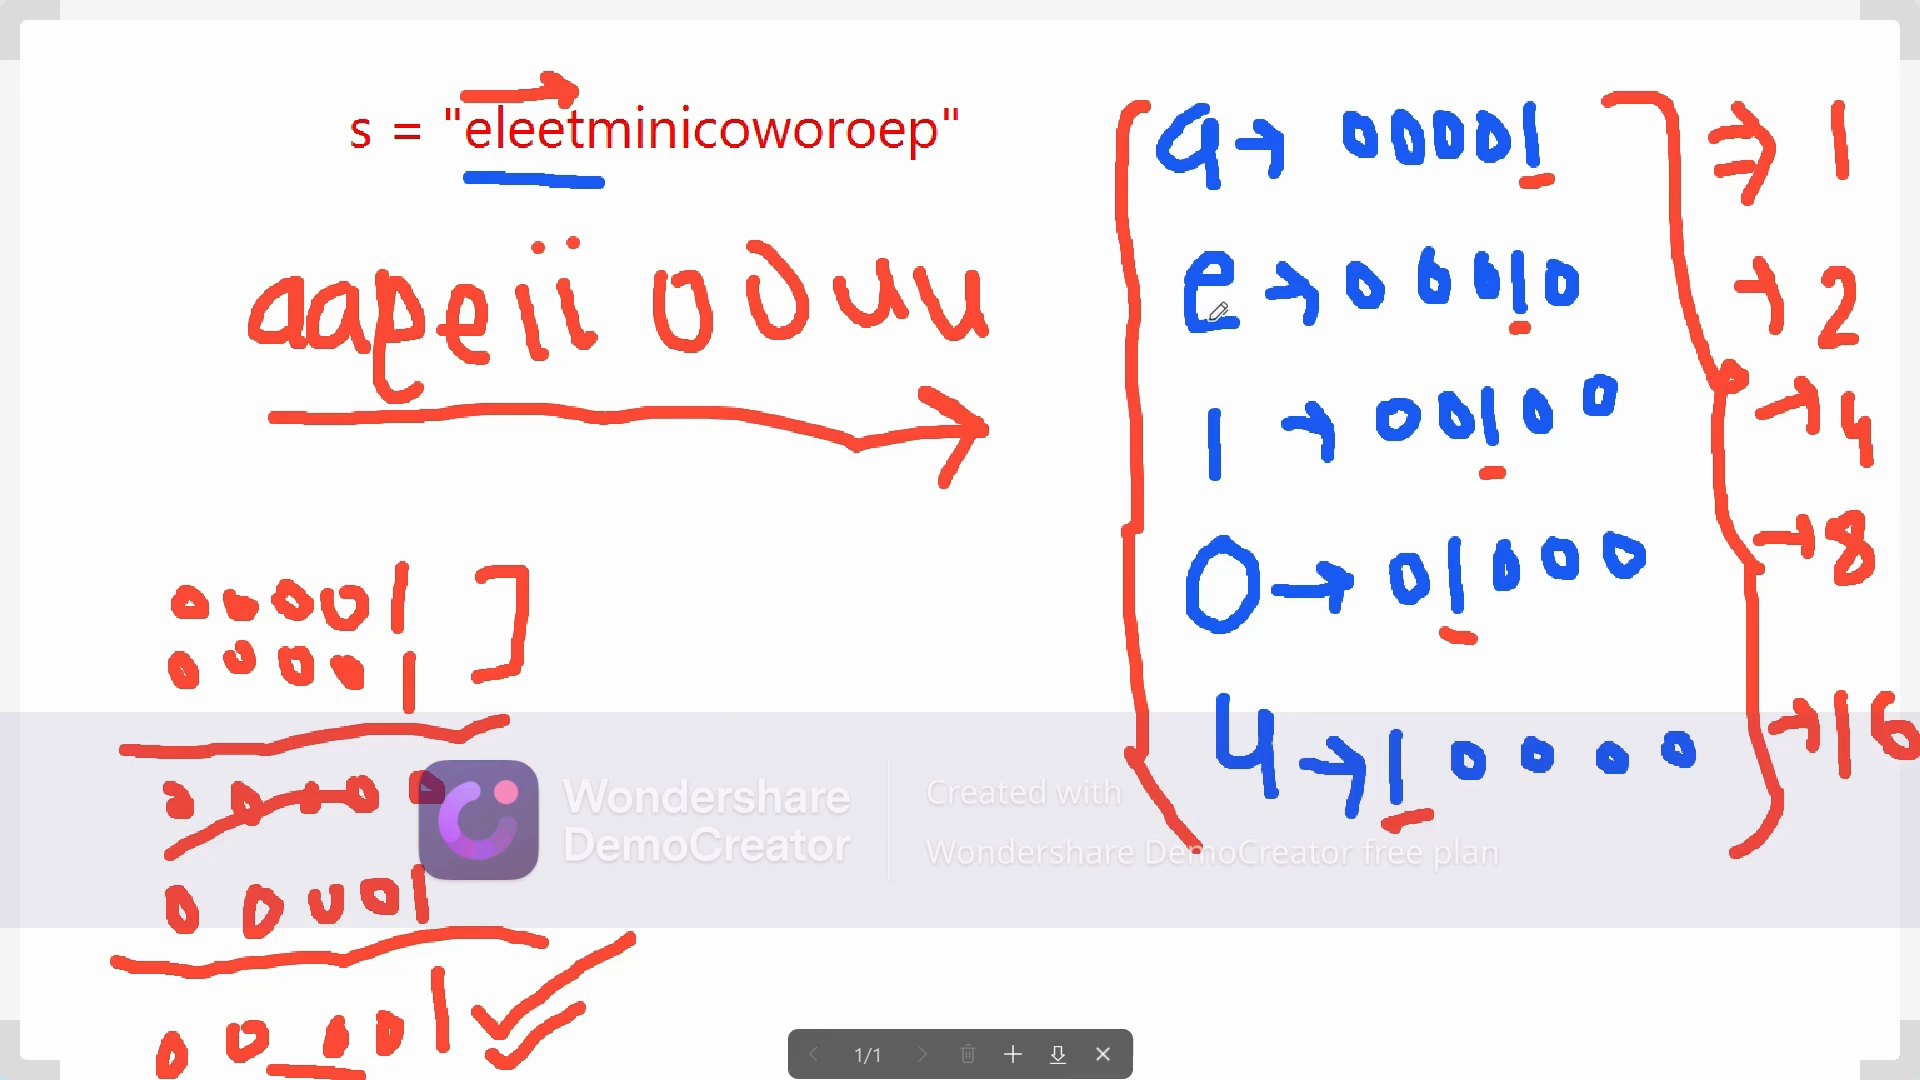 s = "eleetminicoworoep"
aaeeii oouu
a → 00001 ⇒ 1
e → 00010 → 2
i → 00100 → 4
o → 01000 → 8
u → 10000 → 16
00001
00001
00000
00001
00001
Wondershare
DemoCreator
Created with
Wondershare DemoCreator free plan
1/1